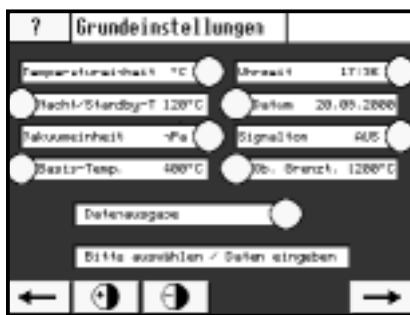 ? Grundeinstellungen
Temperatureinheit °C Uhrzeit 17:36
Nacht/Standby-T 120°C Datum 20.09.2000
Vakuumeinheit hPa Signalton AUS
Basis-Temp. 400°C Ob. Grenzt. 1200°C
Datenausgabe
Bitte auswählen / Daten eingeben